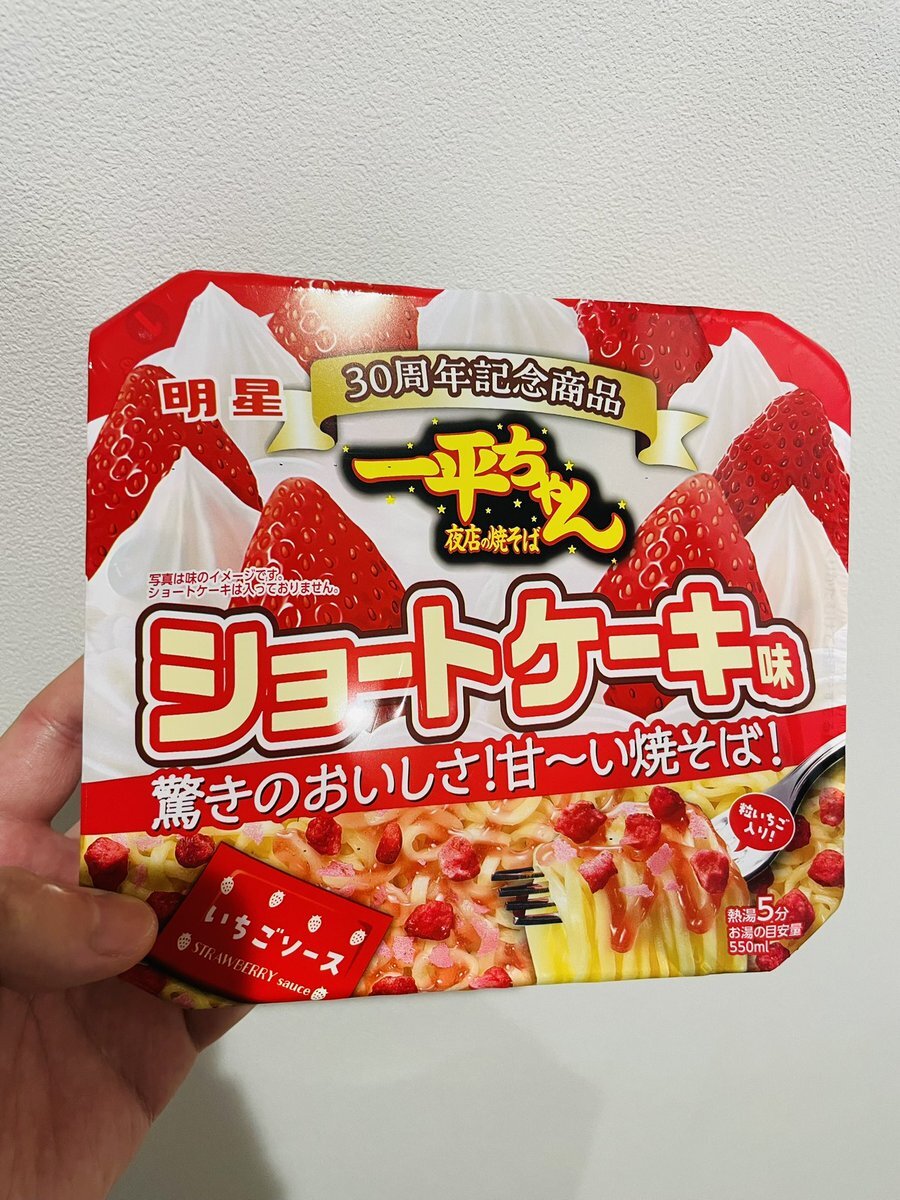 明星
30周年記念商品
一平ちゃん
夜店の焼そば
写真は味のイメージです。
ショートケーキは入っておりません。
ショートケーキ味
驚きのおいしさ!甘〜い焼そば!
粒いちご
入り!
いちごソース
STRAWBERRY sauce
熱湯5分
お湯の目安量
550ml